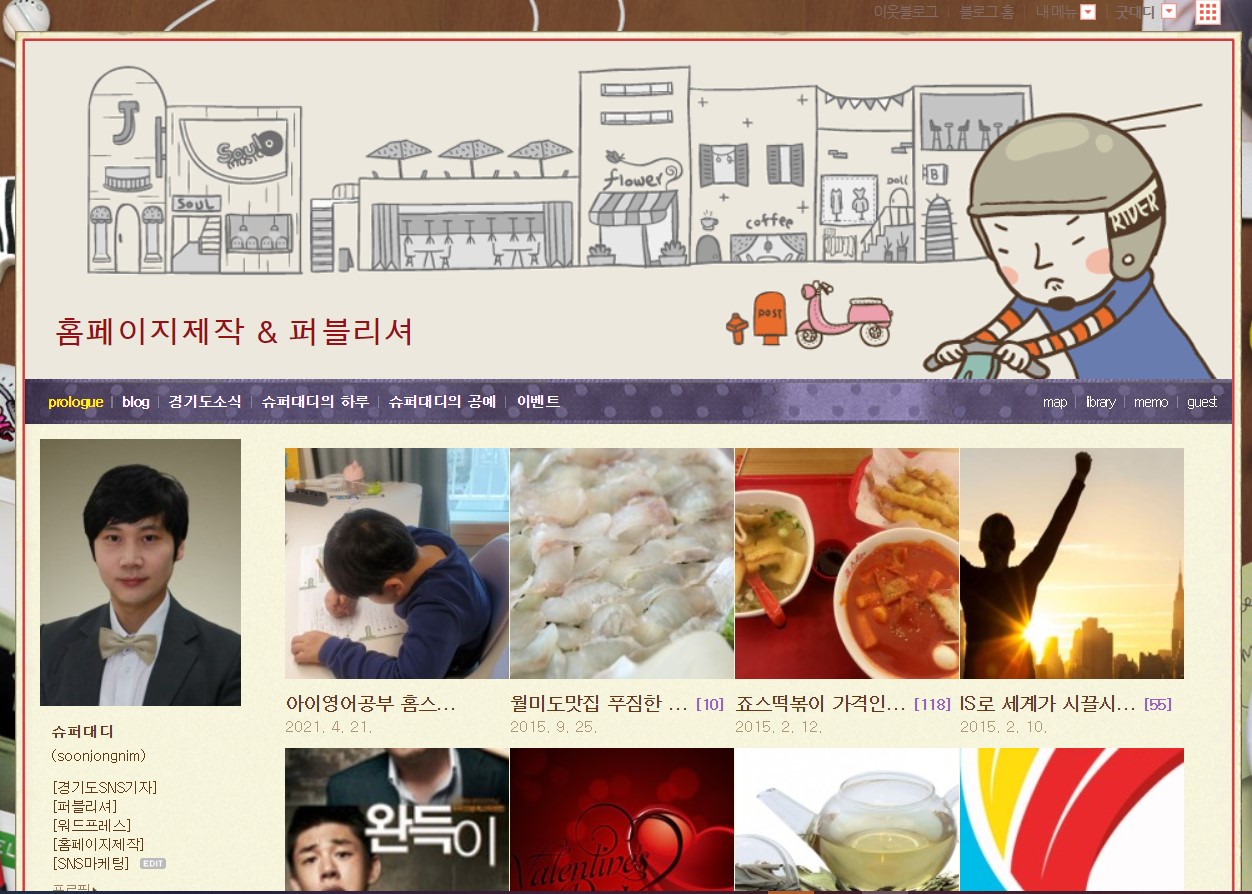 이웃블로그 블로그 홈 내 메뉴 굿대디
J
Soulb
MUSIC
SOUL
flower
coffee
Doll
B
RIDER
post
홈페이지제작 & 퍼블리셔
prologue blog 경기도소식 슈퍼대디의 하루 슈퍼대디의 공예 이벤트 map library memo guest
아이영어공부 홈스...
2021. 4. 21.
월미도맛집 푸짐한 ... [10]
2015. 9. 25.
죠스떡볶이 가격인... [118]
2015. 2. 12.
IS로 세계가 시끌시... [55]
2015. 2. 10.
슈퍼대디
(soonjongnim)
[경기도SNS기자]
[퍼블리셔]
[워드프레스]
[홈페이지제작]
[SNS마케팅] EDIT
프로필
완득이
Valentine's